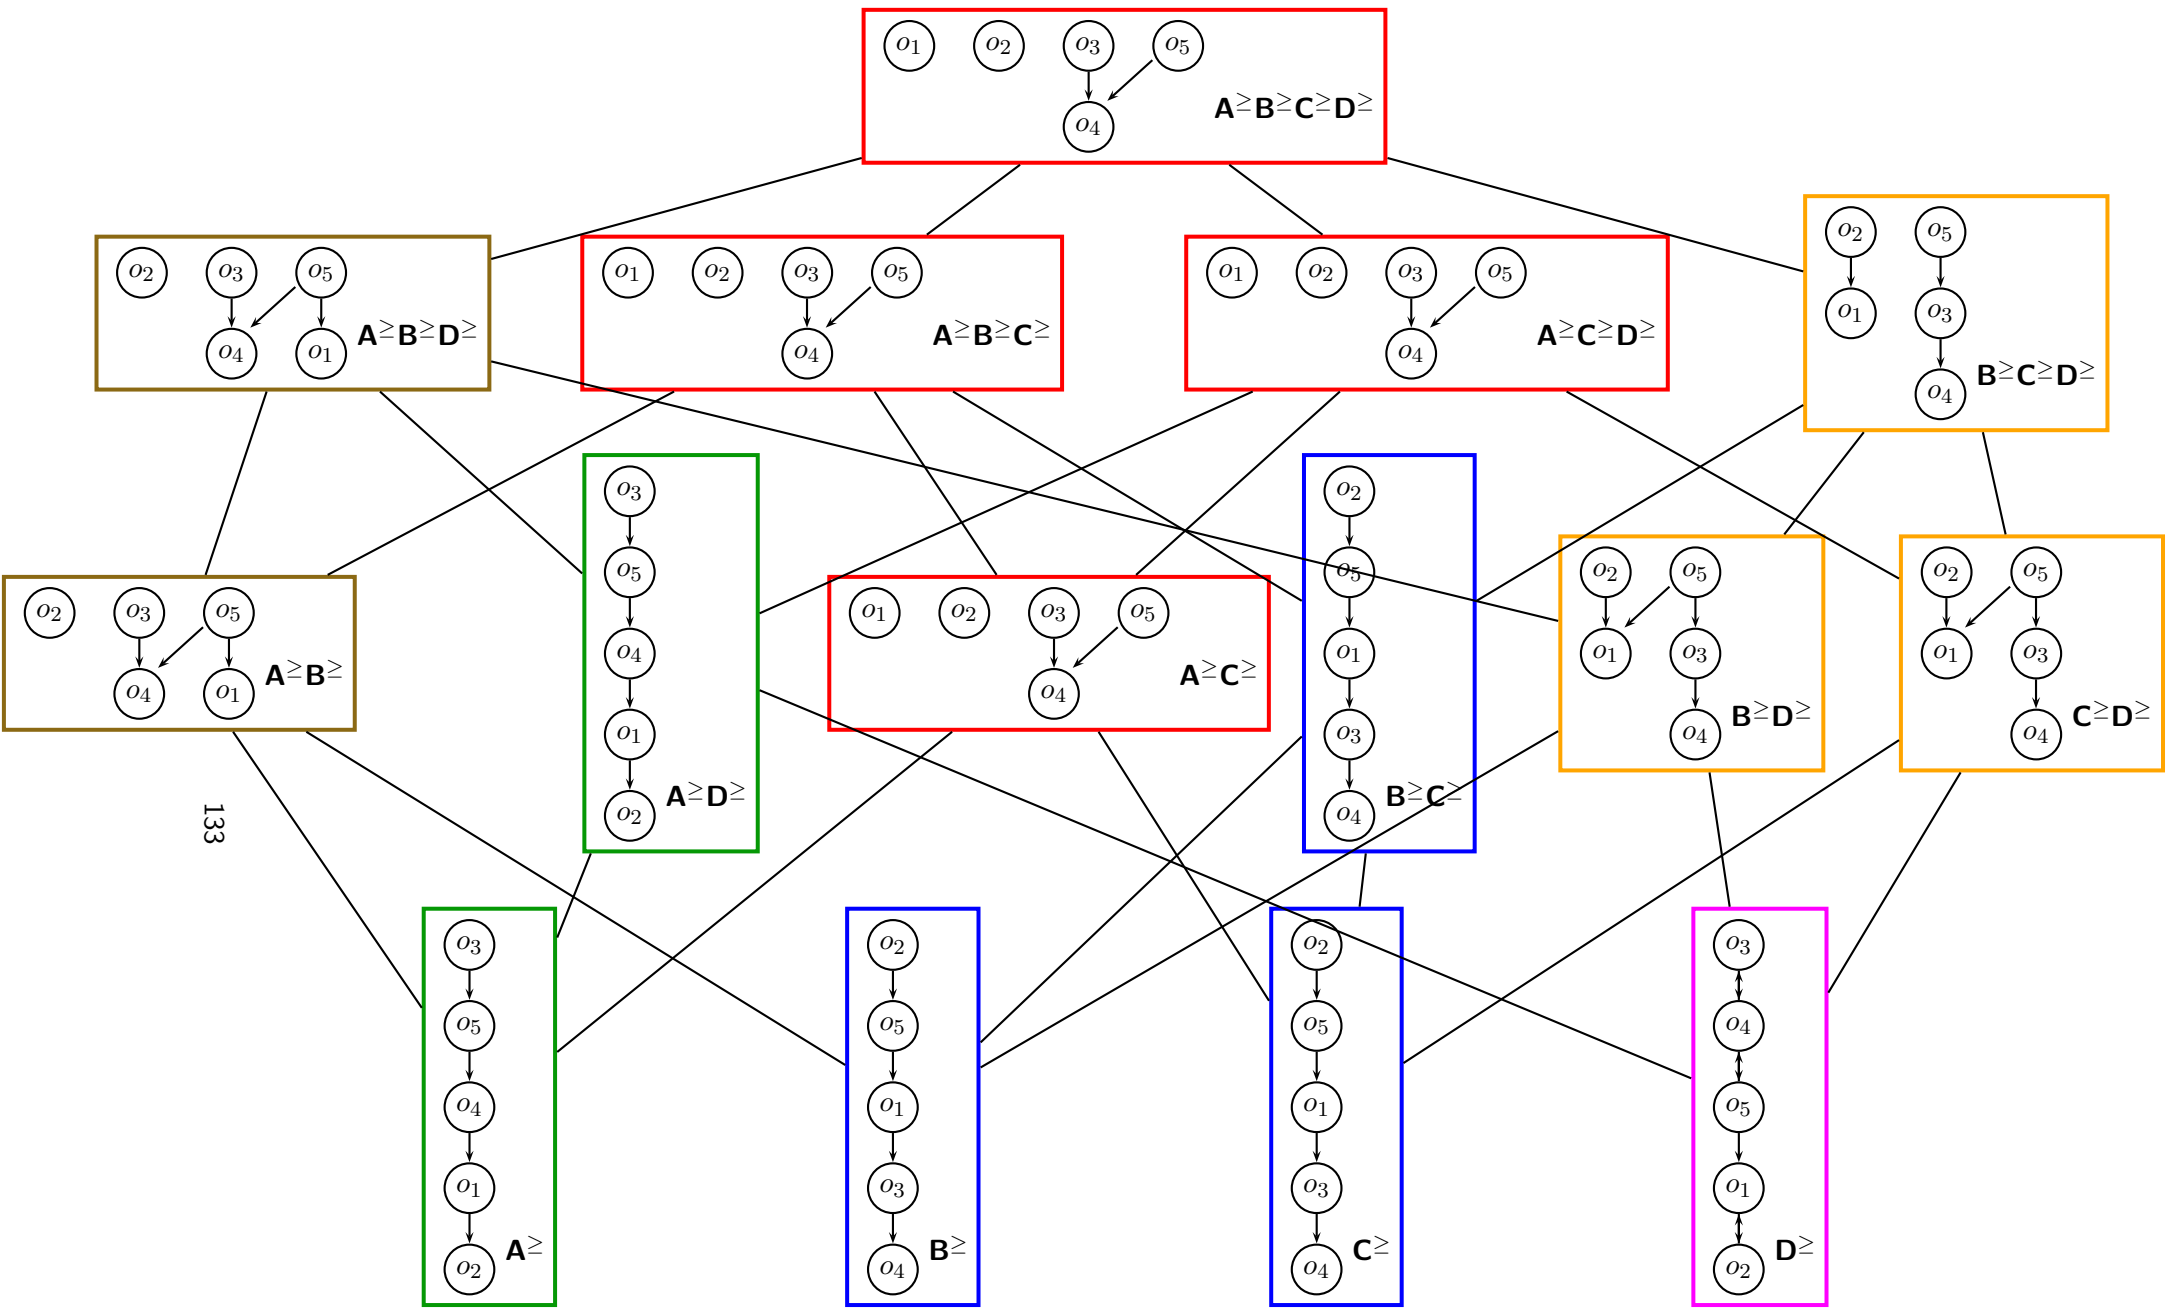 o₁ o₂ o₃ o₅
o₄
A≥B≥C≥D≥
o₂ o₃ o₅
o₄ o₁
A≥B≥D≥
o₁ o₂ o₃ o₅
o₄
A≥B≥C≥
o₁ o₂ o₃ o₅
o₄
A≥C≥D≥
o₂ o₅
o₁ o₃
o₄
B≥C≥D≥
o₂ o₃ o₅
o₄ o₁
A≥B≥
o₃
o₅
o₄
o₁
o₂
A≥D≥
o₁ o₂ o₃ o₅
o₄
A≥C≥
o₂
o₅
o₁
o₃
o₄
B≥C≥
o₂ o₅
o₁ o₃
o₄
B≥D≥
o₂ o₅
o₁ o₃
o₄
C≥D≥
133
o₃
o₅
o₄
o₁
o₂
A≥
o₂
o₅
o₁
o₃
o₄
B≥
o₂
o₅
o₁
o₃
o₄
C≥
o₃
o₄
o₅
o₁
o₂
D≥